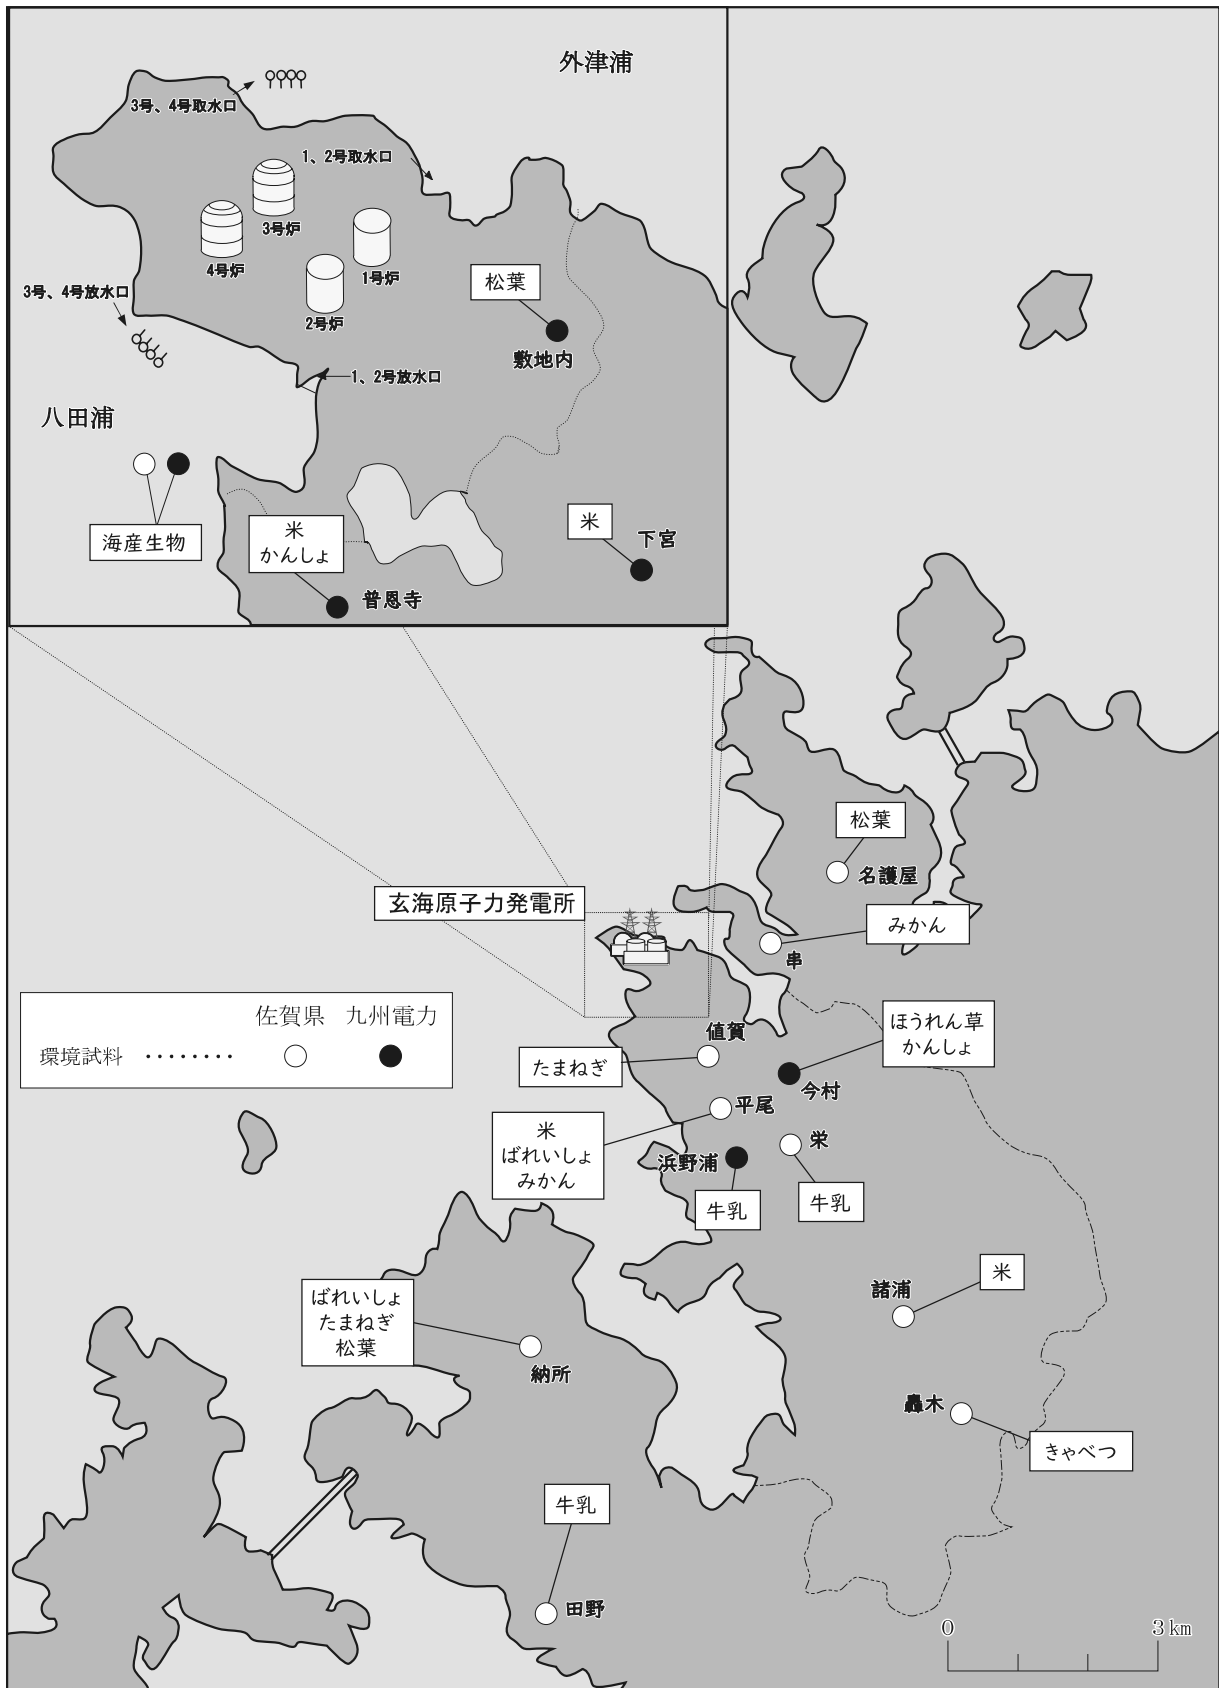 外津浦
3号、4号取水口
1、2号取水口
3号炉
4号炉
1号炉
2号炉
松葉
敷地内
3号、4号放水口
1、2号放水口
八田浦
海産生物
米
かんしょ
普恩寺
米
下宮
松葉
名護屋
玄海原子力発電所
みかん
串
佐賀県 九州電力
環境試料 ・・・・・・・・
値賀
たまねぎ
ほうれん草
かんしょ
今村
平尾
米
ばれいしょ
みかん
栄
浜野浦
牛乳
牛乳
諸浦
米
ばれいしょ
たまねぎ
松葉
納所
轟木
きゃべつ
牛乳
田野
0 3km